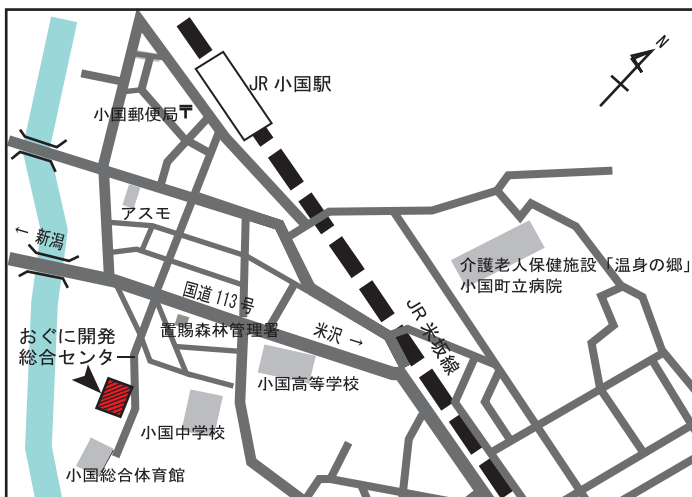 N
JR 小国駅
小国郵便局〒
アスモ
← 新潟
介護老人保健施設「温身の郷」
小国町立病院
国道 113 号
米沢 →
JR 米坂線
置賜森林管理署
おぐに開発
総合センター
小国高等学校
小国中学校
小国総合体育館